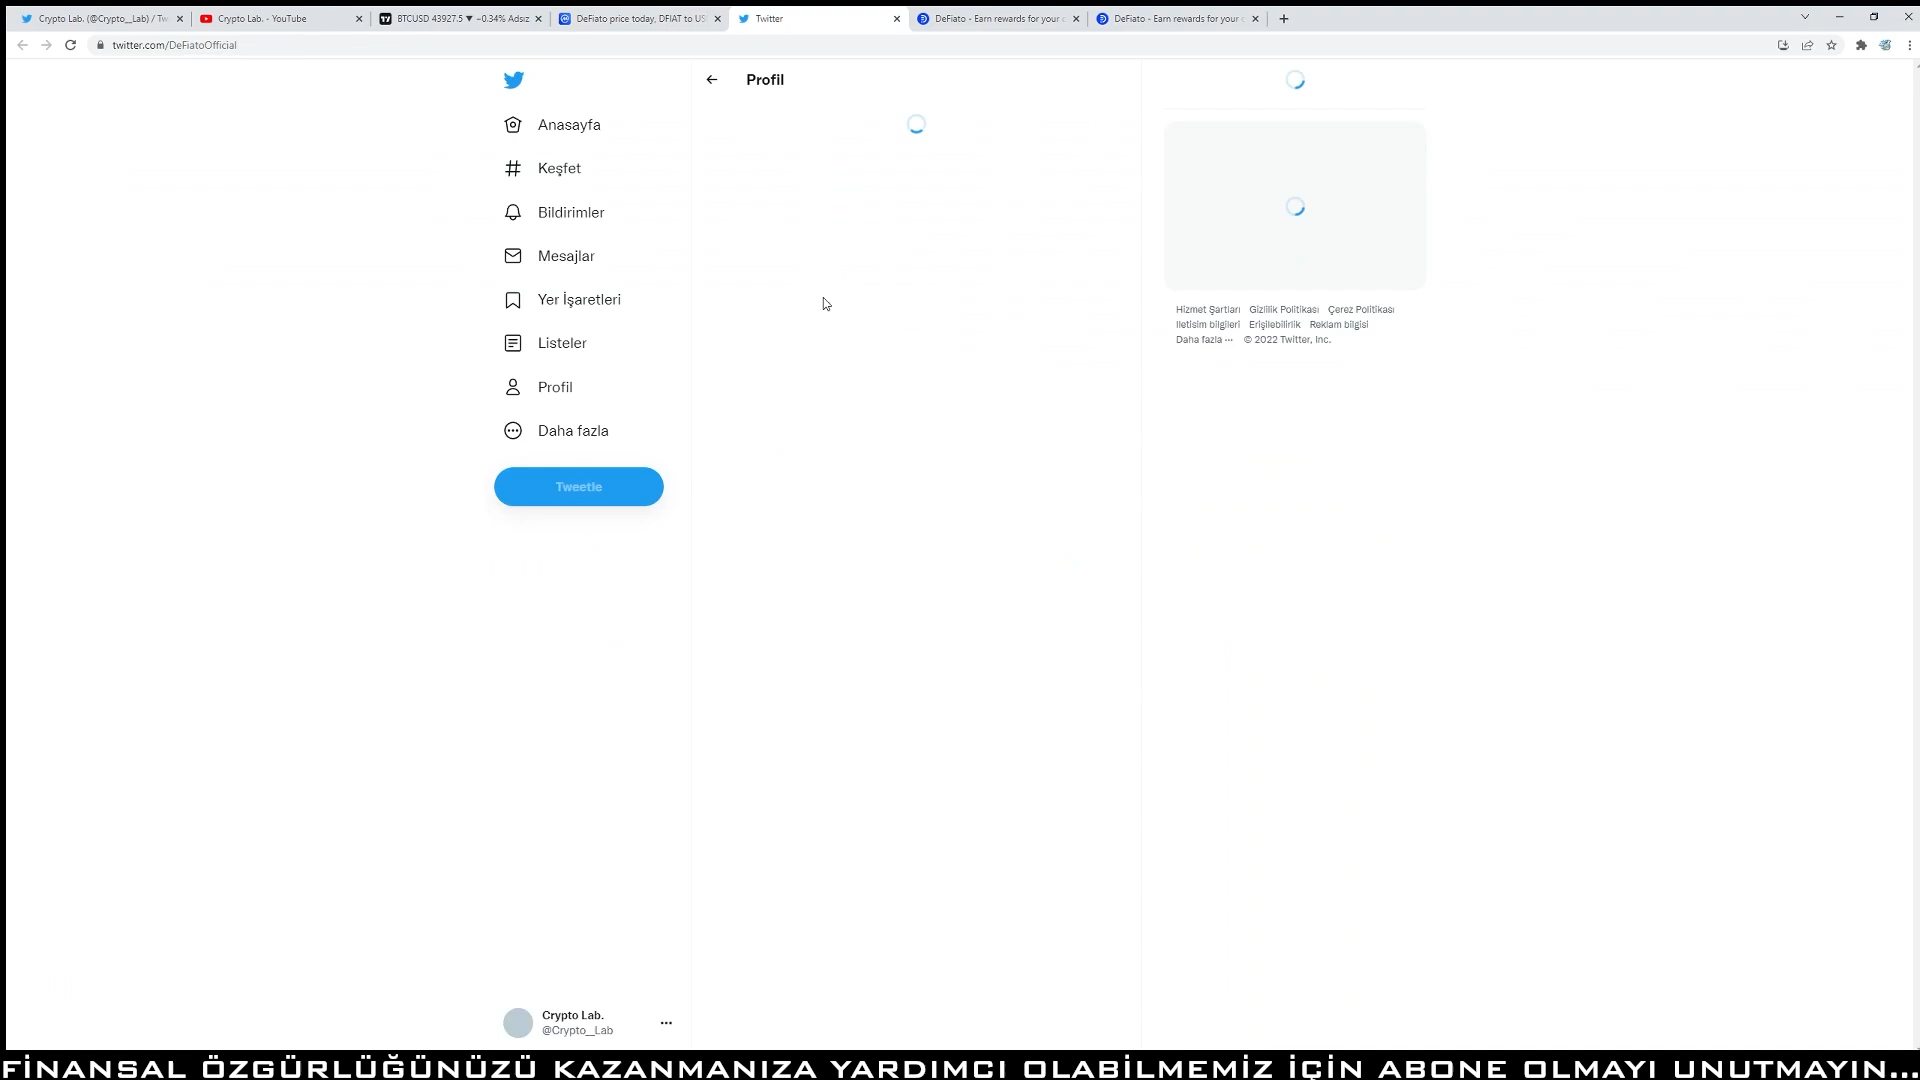 Crypto Lab. (@Crypto__Lab) / Tw
Crypto Lab. - YouTube
BTCUSD 43927.5 ▼ −0.34% Adsız
DeFiato price today, DFIAT to US
Twitter
DeFiato - Earn rewards for your c
DeFiato - Earn rewards for your c
twitter.com/DeFiatoOfficial
Profil
Anasayfa
Keşfet
Bildirimler
Mesajlar
Yer İşaretleri
Listeler
Profil
Daha fazla
Tweetle
Hizmet Şartları Gizlilik Politikası Çerez Politikası
İletişim bilgileri Erişilebilirlik Reklam bilgisi
Daha fazla ··· © 2022 Twitter, Inc.
Crypto Lab.
@Crypto__Lab
FİNANSAL ÖZGÜRLÜĞÜNÜZÜ KAZANMANIZA YARDIMCI OLABİLMEMİZ İÇİN ABONE OLMAYI UNUTMAYIN...